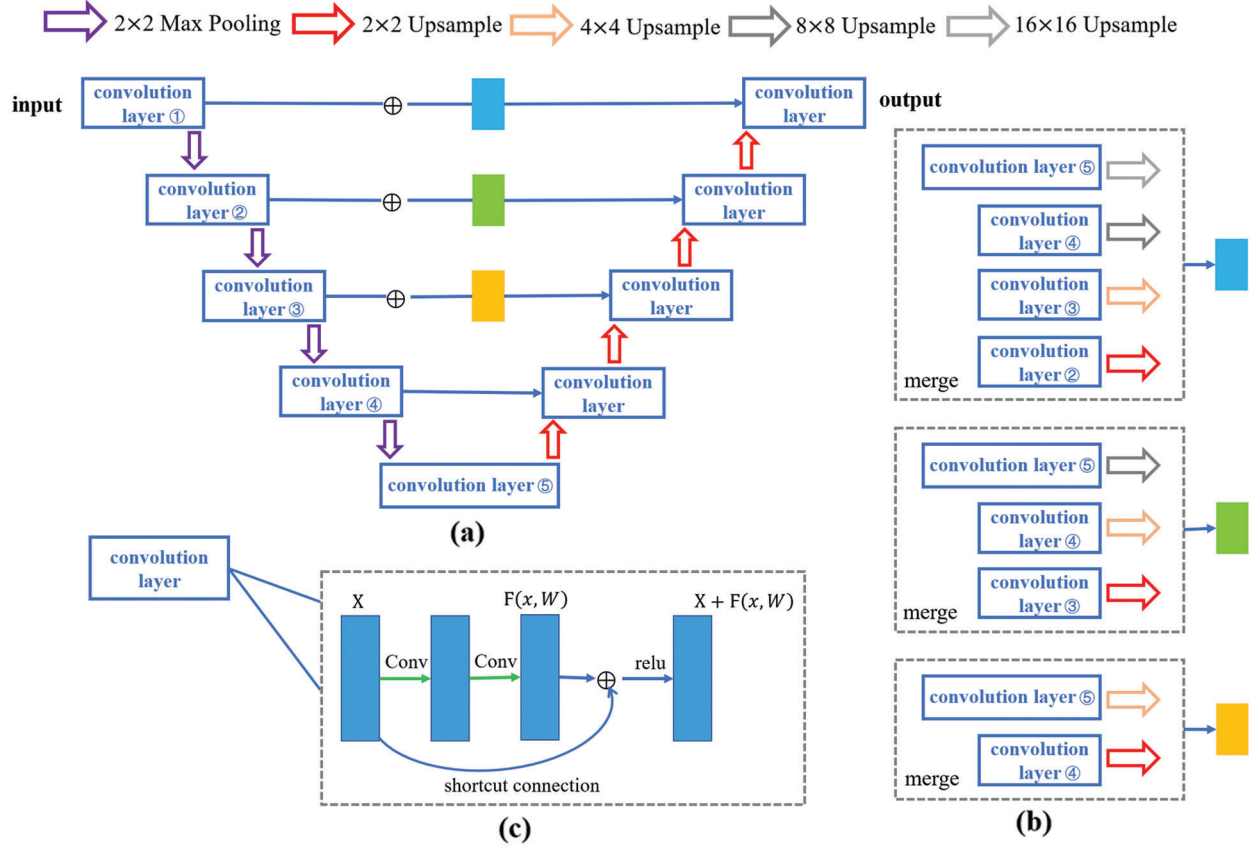 2×2 Max Pooling
2×2 Upsample
4×4 Upsample
8×8 Upsample
16×16 Upsample
input
convolution
layer ①
⊕
convolution
layer
output
convolution
layer ②
⊕
convolution
layer
convolution
layer ③
⊕
convolution
layer
convolution
layer ④
convolution
layer
convolution layer ⑤
(a)
convolution layer ⑤
convolution
layer ④
convolution
layer ③
convolution
layer ②
merge
convolution layer ⑤
convolution
layer ④
convolution
layer ③
merge
convolution layer ⑤
convolution
layer ④
merge
(b)
convolution
layer
X
F(x, W)
X + F(x, W)
Conv
Conv
⊕
relu
shortcut connection
(c)